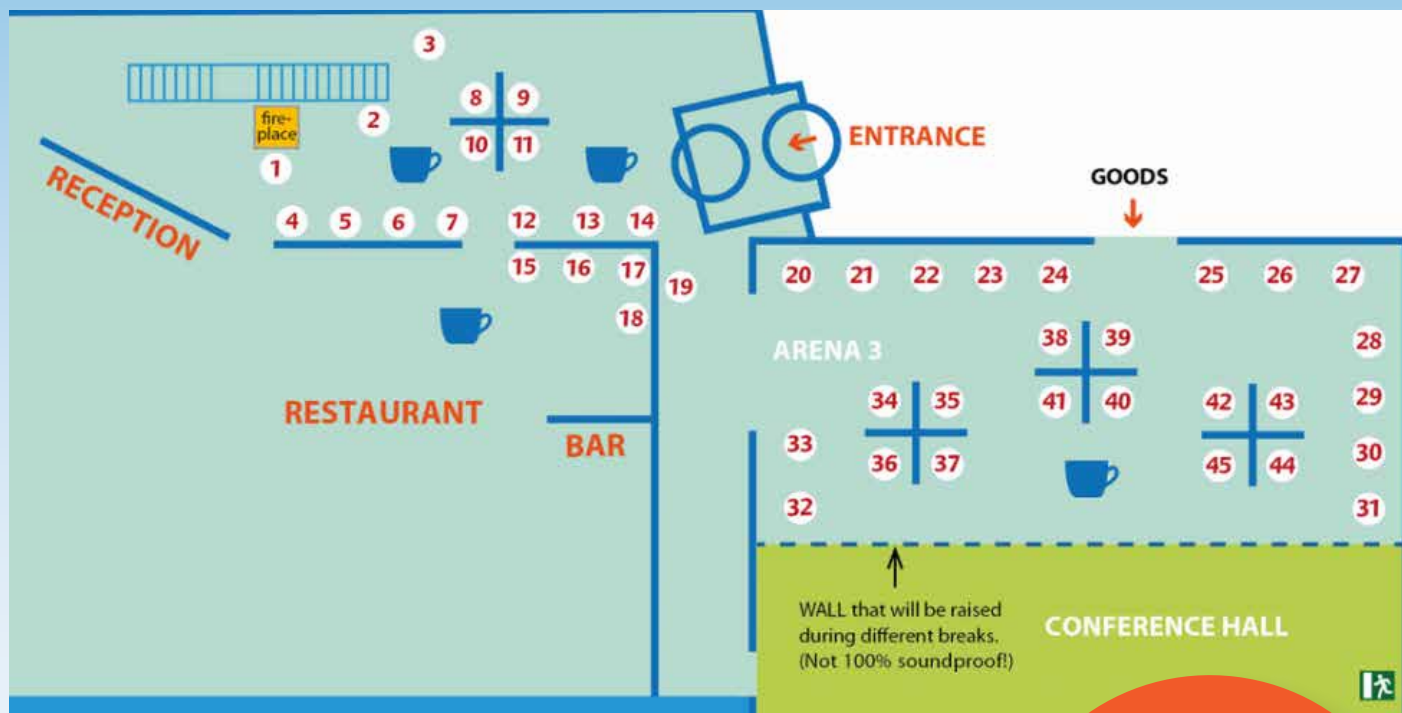 3
8 9
fire-
place
2
10 11
ENTRANCE
1
RECEPTION
GOODS
4 5 6 7 12 13 14
15 16 17 19
18
20 21 22 23 24 25 26 27
ARENA 3
38 39
28
41 40
29
34 35
42 43
RESTAURANT
BAR
33
36 37
45 44
30
32
31
WALL that will be raised
during different breaks.
(Not 100% soundproof!)
CONFERENCE HALL